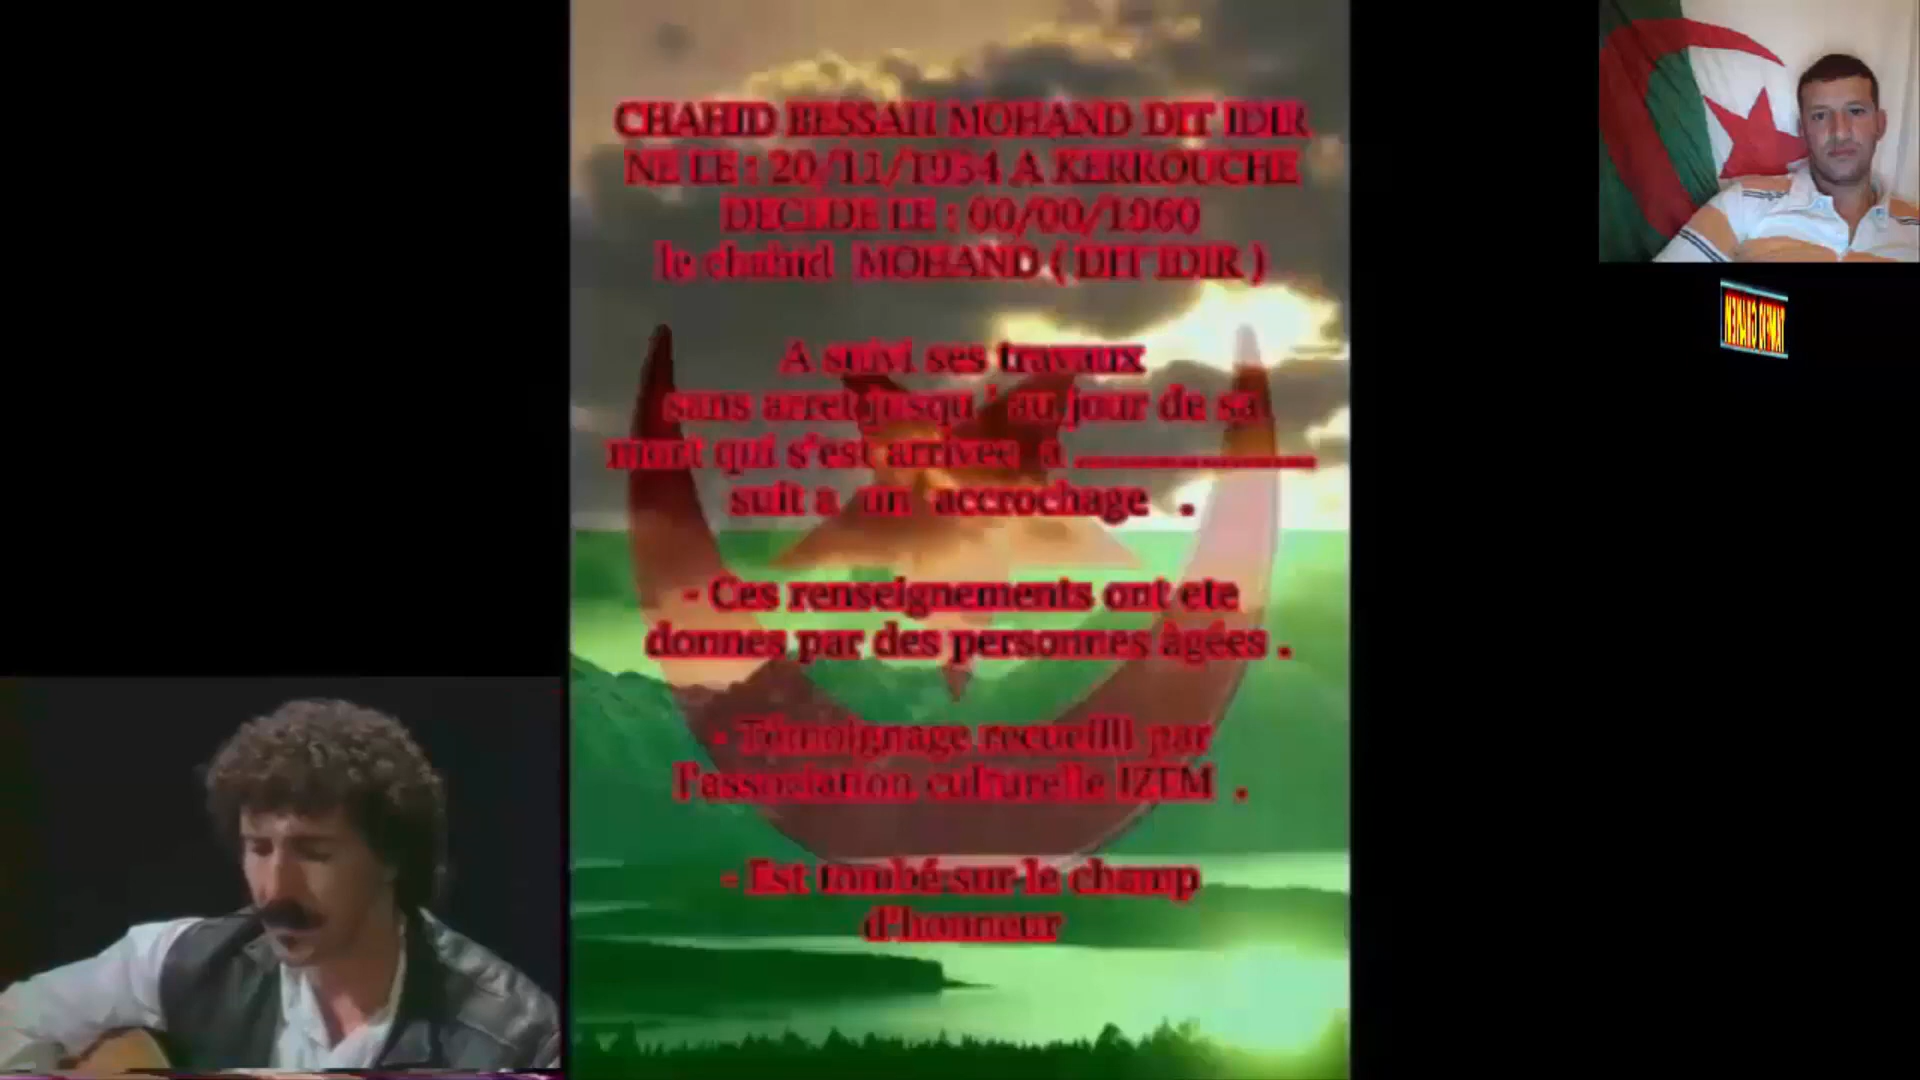 CHAHID BESSAH MOHAND DIT IDIR
NE LE : 20/11/1934 A KERROUCHE
DECEDE LE : 00/00/1960
le chahid MOHAND ( DIT IDIR )
A suivi ses travaux
sans arret jusqu ' au jour de sa
mort qui s'est arrivee a ........................
suit a un accrochage .
- Ces renseignements ont ete
donnes par des personnes àgées .
- Témoignage recueilli par
l'association culturelle IZEM .
- Est tombé sur le champ
d'honneur